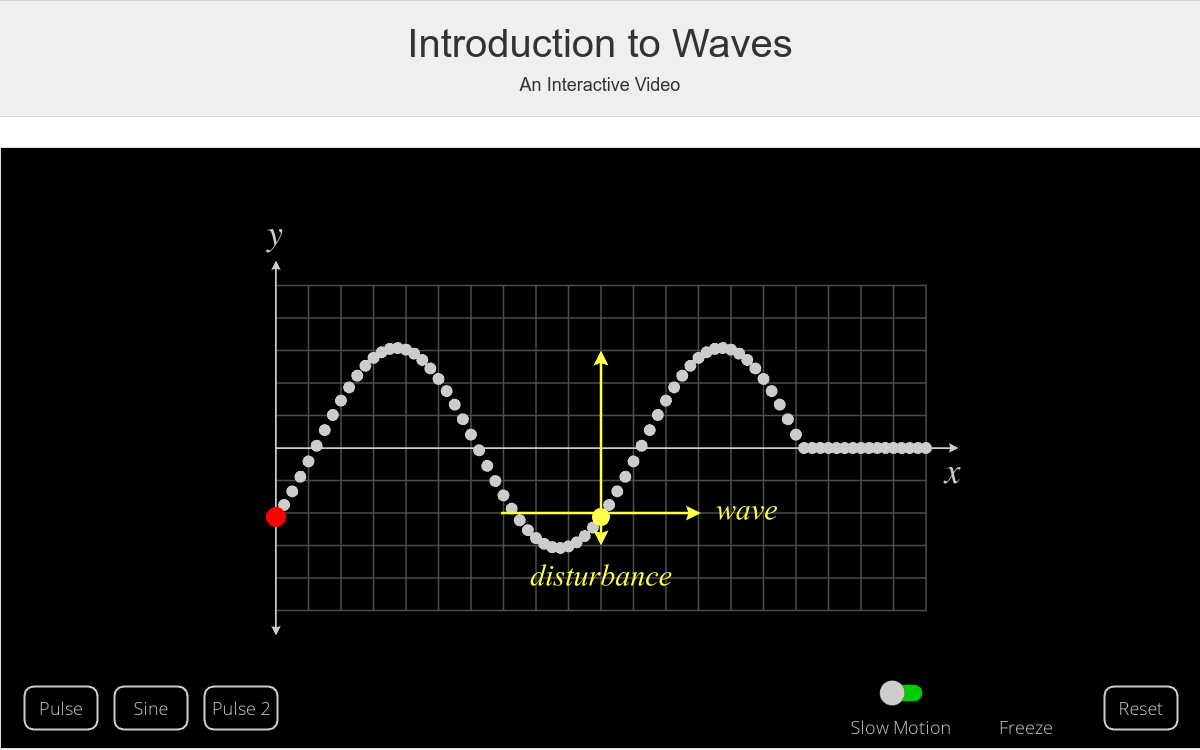 Introduction to Waves
An Interactive Video
y
x
wave
disturbance
Pulse
Sine
Pulse 2
Slow Motion
Freeze
Reset